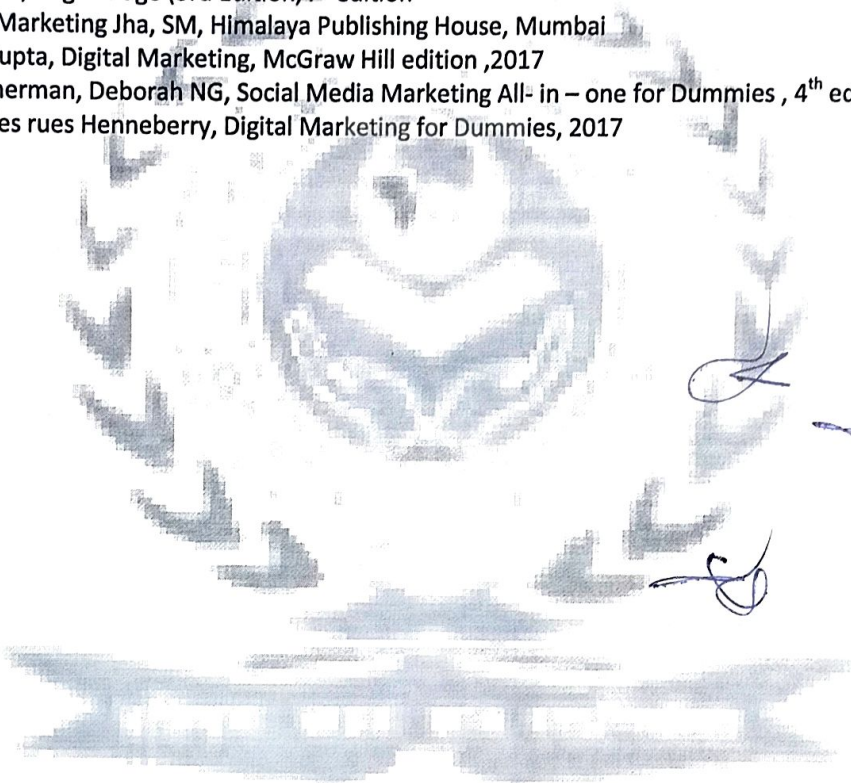 Marketing Jha, SM, Himalaya Publishing House, Mumbai
upta, Digital Marketing, McGraw Hill edition ,2017
erman, Deborah NG, Social Media Marketing All- in – one for Dummies , 4th ed
es rues Henneberry, Digital Marketing for Dummies, 2017